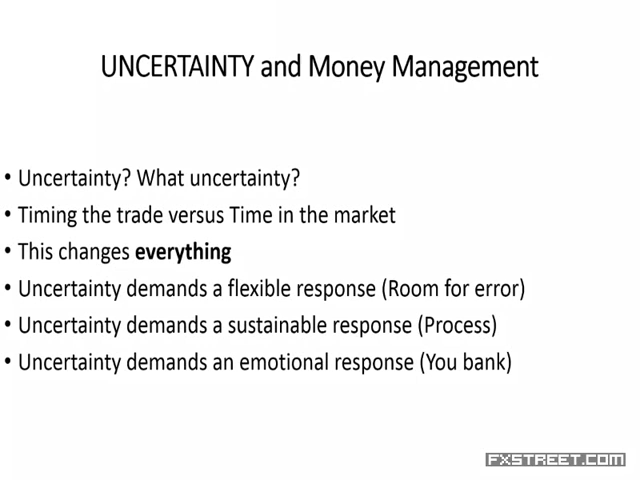 UNCERTAINTY and Money Management
• Uncertainty? What uncertainty?
• Timing the trade versus Time in the market
• This changes everything
• Uncertainty demands a flexible response (Room for error)
• Uncertainty demands a sustainable response (Process)
• Uncertainty demands an emotional response (You bank)
FXSTREET.COM